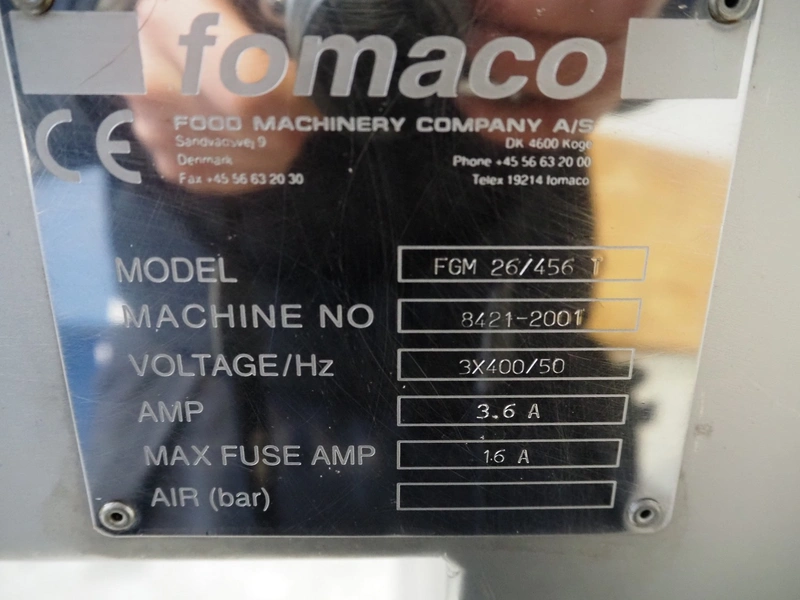 fomaco
CE
FOOD MACHINERY COMPANY A/S
Sandvadsvej 9
DK 4600 Koge
Denmark
Phone +45 56 63 20 00
Fax +45 56 63 20 30
Telex 19214 fomaco
MODEL FGM 26/456 T
MACHINE NO 8421-2001
VOLTAGE/Hz 3X400/50
AMP 3.6 A
MAX FUSE AMP 16 A
AIR (bar)